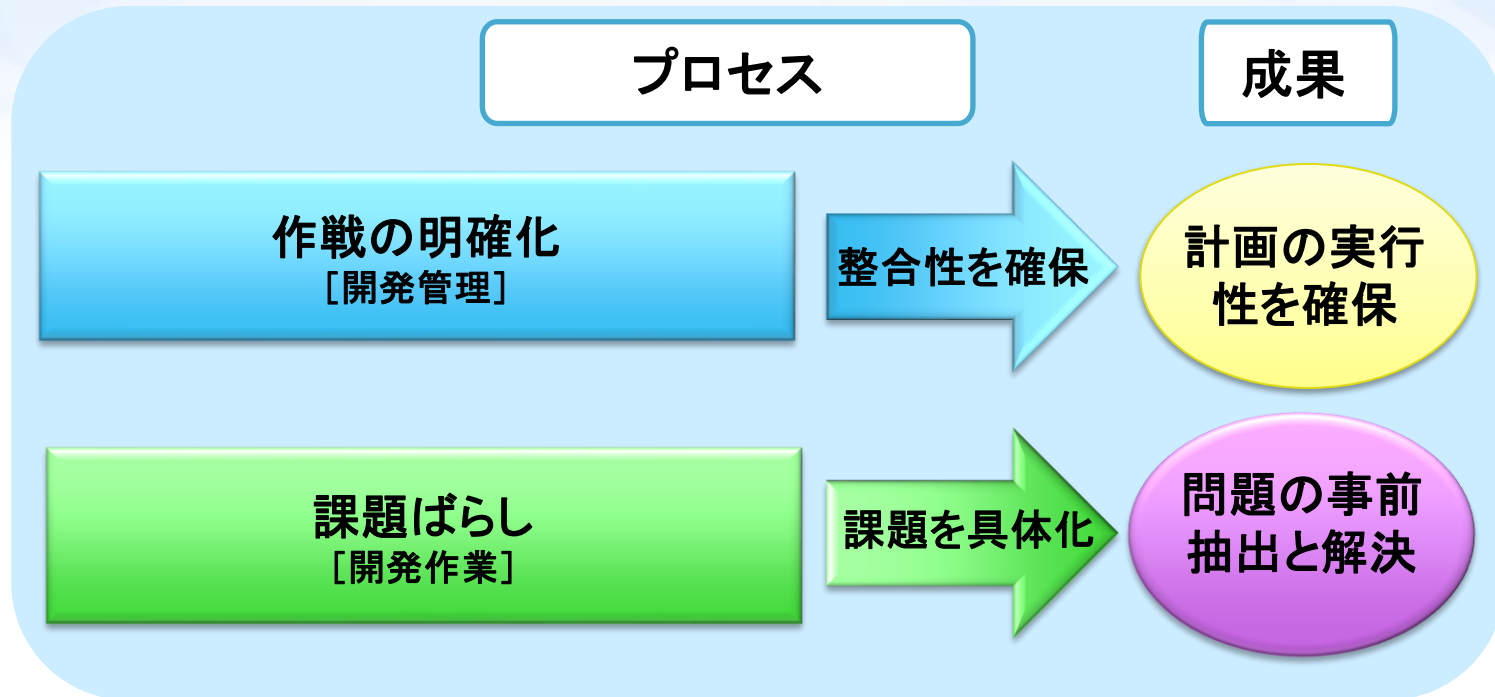 プロセス
成果
作戦の明確化
[開発管理]
整合性を確保
計画の実行
性を確保
課題ばらし
[開発作業]
課題を具体化
問題の事前
抽出と解決